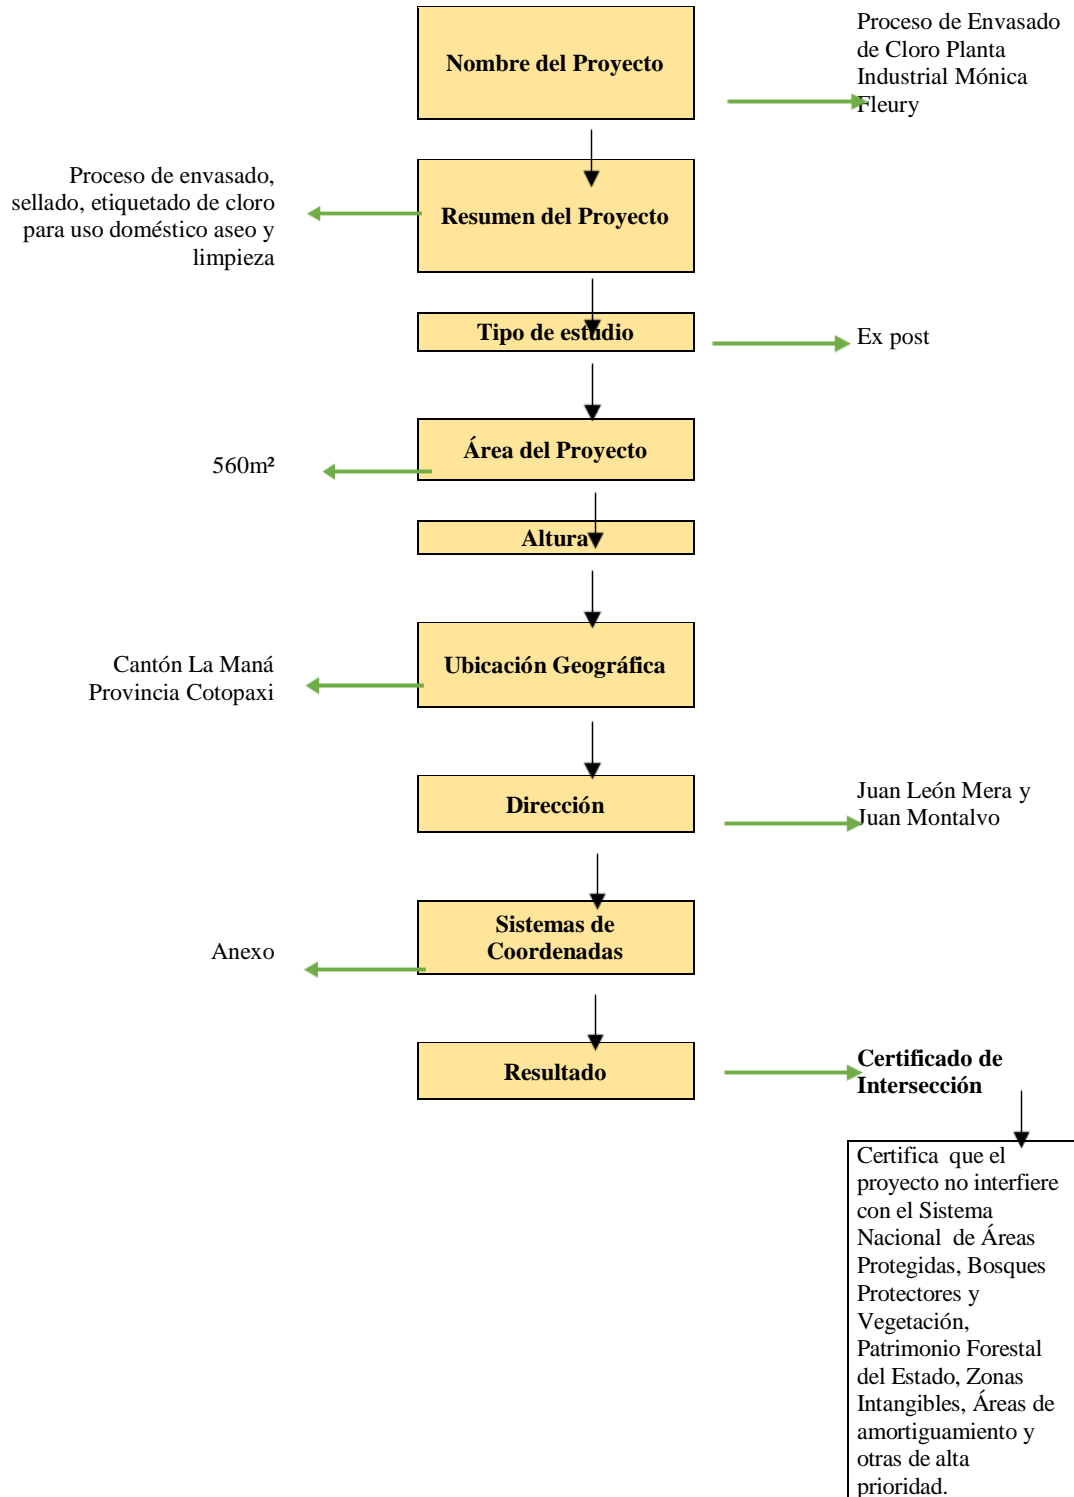 Nombre del Proyecto
Proceso de Envasado
de Cloro Planta
Industrial Mónica
Fleury
Proceso de envasado,
sellado, etiquetado de cloro
para uso doméstico aseo y
limpieza
Resumen del Proyecto
Tipo de estudio
Ex post
Área del Proyecto
560m²
Altura
Ubicación Geográfica
Cantón La Maná
Provincia Cotopaxi
Dirección
Juan León Mera y
Juan Montalvo
Sistemas de
Coordenadas
Anexo
Resultado
Certificado de
Intersección
Certifica que el
proyecto no interfiere
con el Sistema
Nacional de Áreas
Protegidas, Bosques
Protectores y
Vegetación,
Patrimonio Forestal
del Estado, Zonas
Intangibles, Áreas de
amortiguamiento y
otras de alta
prioridad.